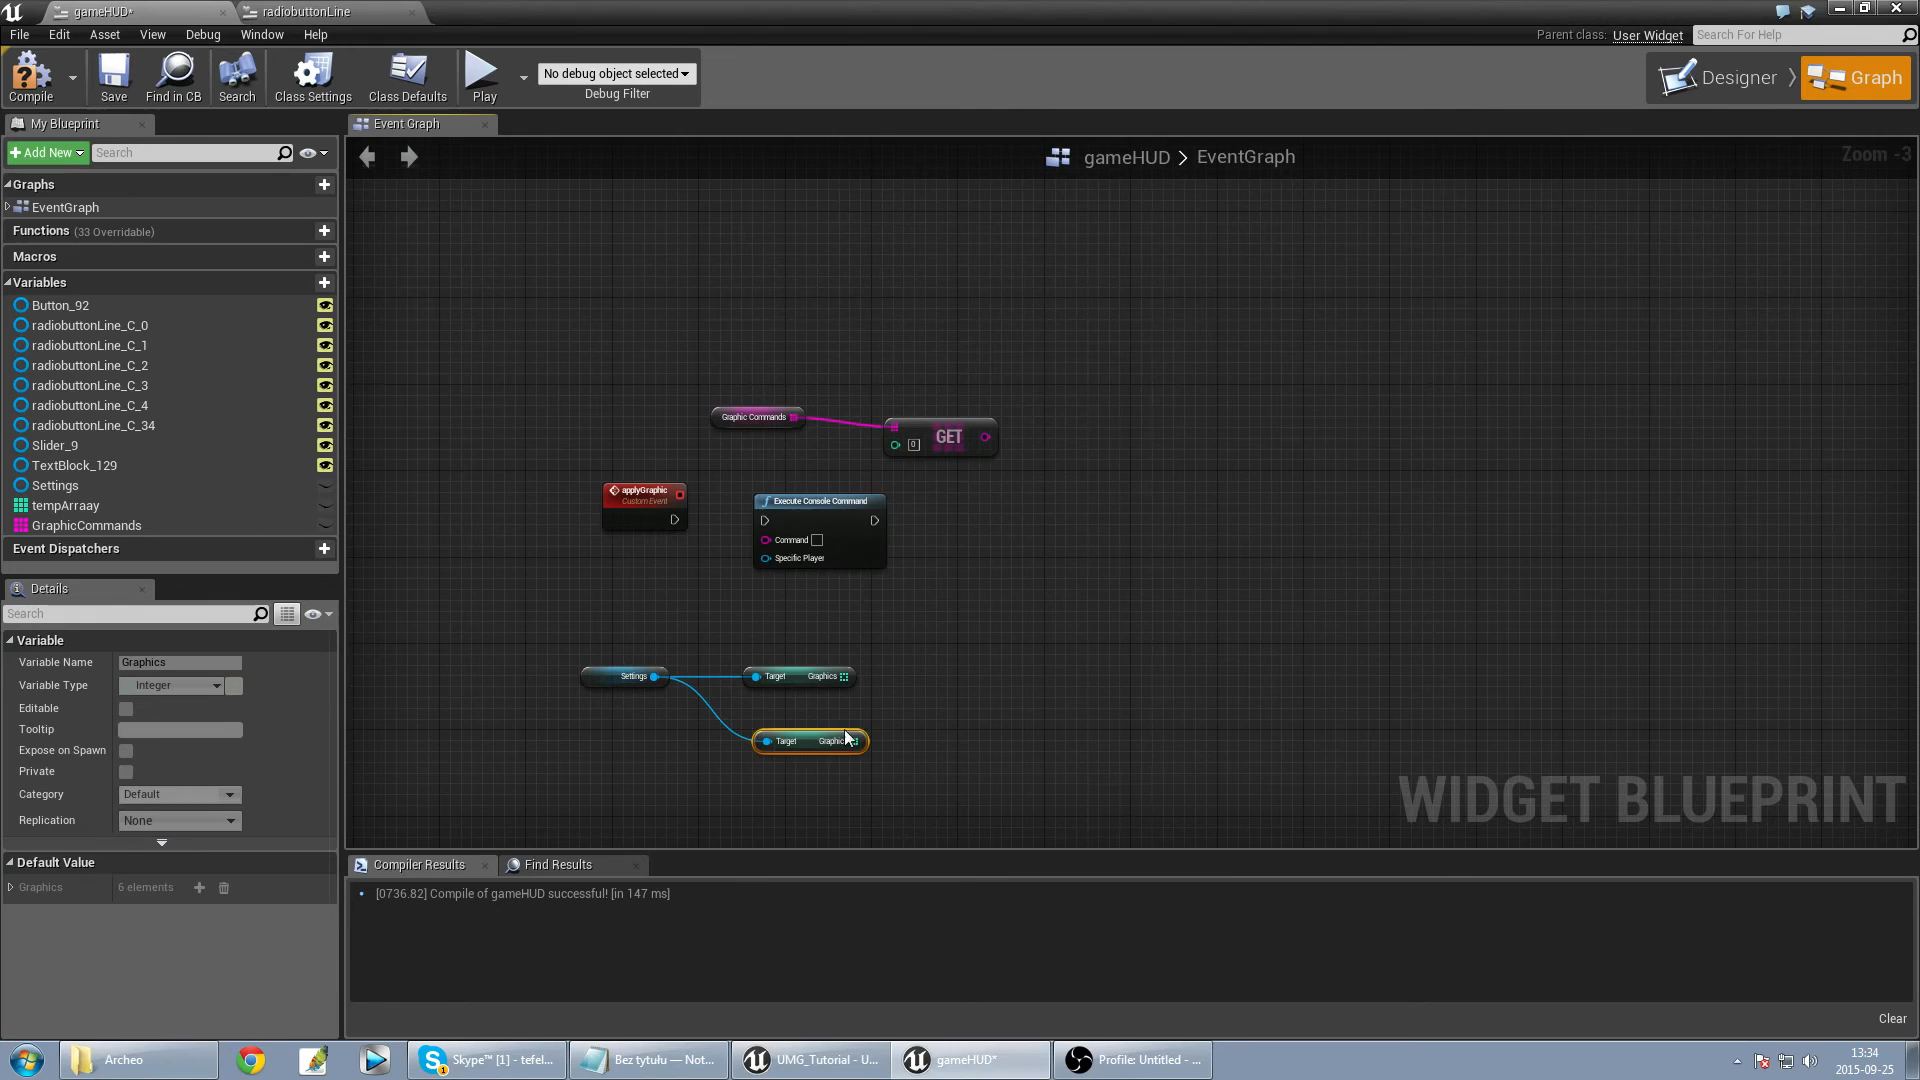 gameHUD*
radiobuttonLine
File Edit Asset View Debug Window Help
Parent class: User Widget
Search For Help
Compile
Save
Find in CB
Search
Class Settings
Class Defaults
Play
No debug object selected
Debug Filter
Designer
Graph
My Blueprint
Event Graph
Add New
Search
gameHUD > EventGraph
Zoom -3
Graphs
EventGraph
Functions (33 Overridable)
Macros
Variables
Button_92
radiobuttonLine_C_0
radiobuttonLine_C_1
radiobuttonLine_C_2
radiobuttonLine_C_3
radiobuttonLine_C_4
radiobuttonLine_C_34
Slider_9
TextBlock_129
Settings
tempArraay
GraphicCommands
Event Dispatchers
Graphic Commands
0
GET
applyGraphic
Custom Event
Execute Console Command
Command
Specific Player
Settings
Target Graphics
Target Graphic
WIDGET BLUEPRINT
Details
Search
Variable
Variable Name Graphics
Variable Type Integer
Editable
Tooltip
Expose on Spawn
Private
Category Default
Replication None
Default Value
Graphics 6 elements
Compiler Results
Find Results
[0736.82] Compile of gameHUD successful! [in 147 ms]
Clear
Archeo
Skype™ [1] - tefel...
Bez tytułu — Not...
UMG_Tutorial - U...
gameHUD*
Profile: Untitled - ...
13:34
2015-09-25